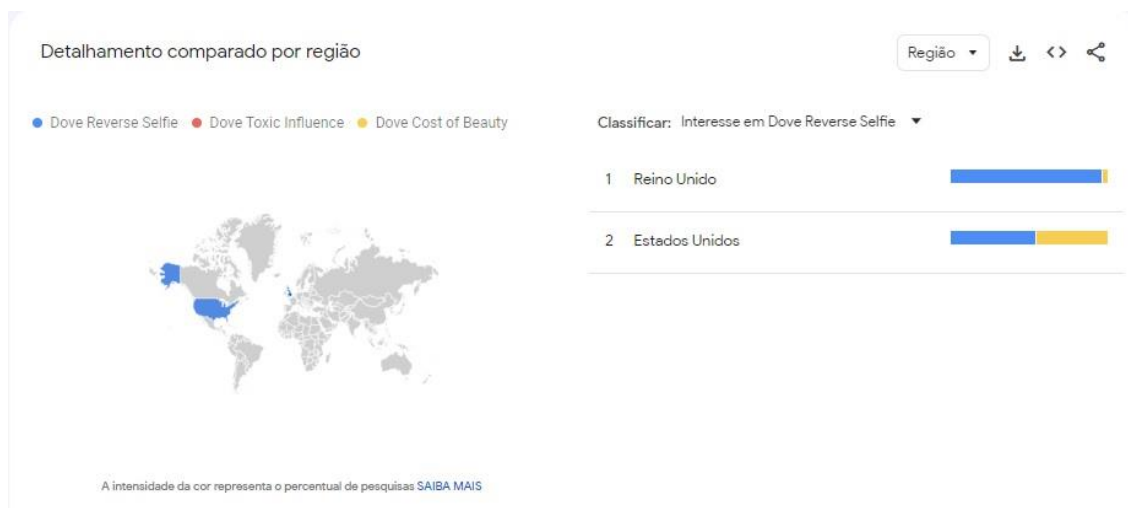 Detalhamento comparado por região
Região
Dove Reverse Selfie Dove Toxic Influence Dove Cost of Beauty
Classificar: Interesse em Dove Reverse Selfie
1 Reino Unido
2 Estados Unidos
A intensidade da cor representa o percentual de pesquisas SAIBA MAIS